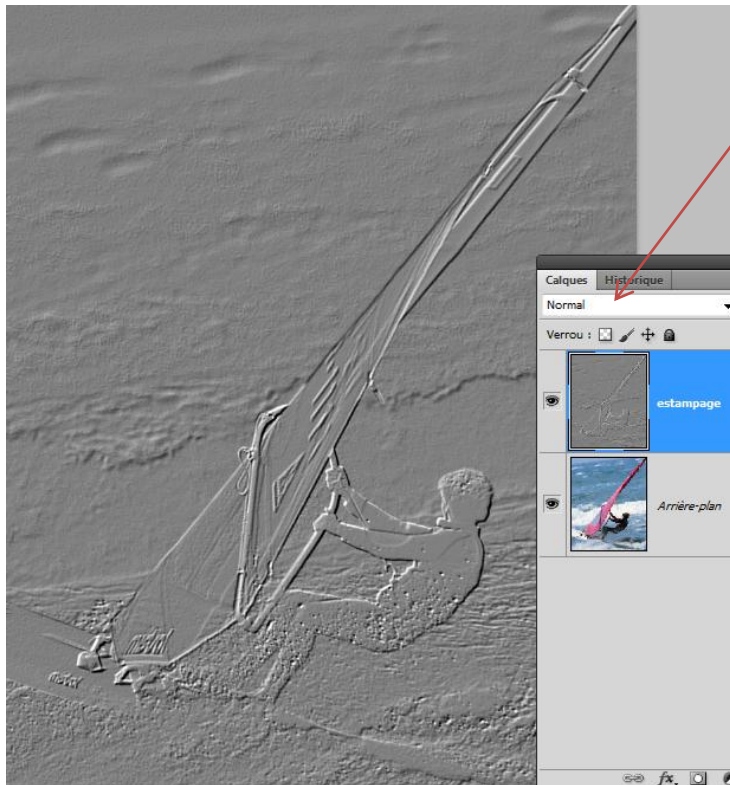 Calques Historique
Normal
Verrou :
estampage
Arrière-plan
fx.